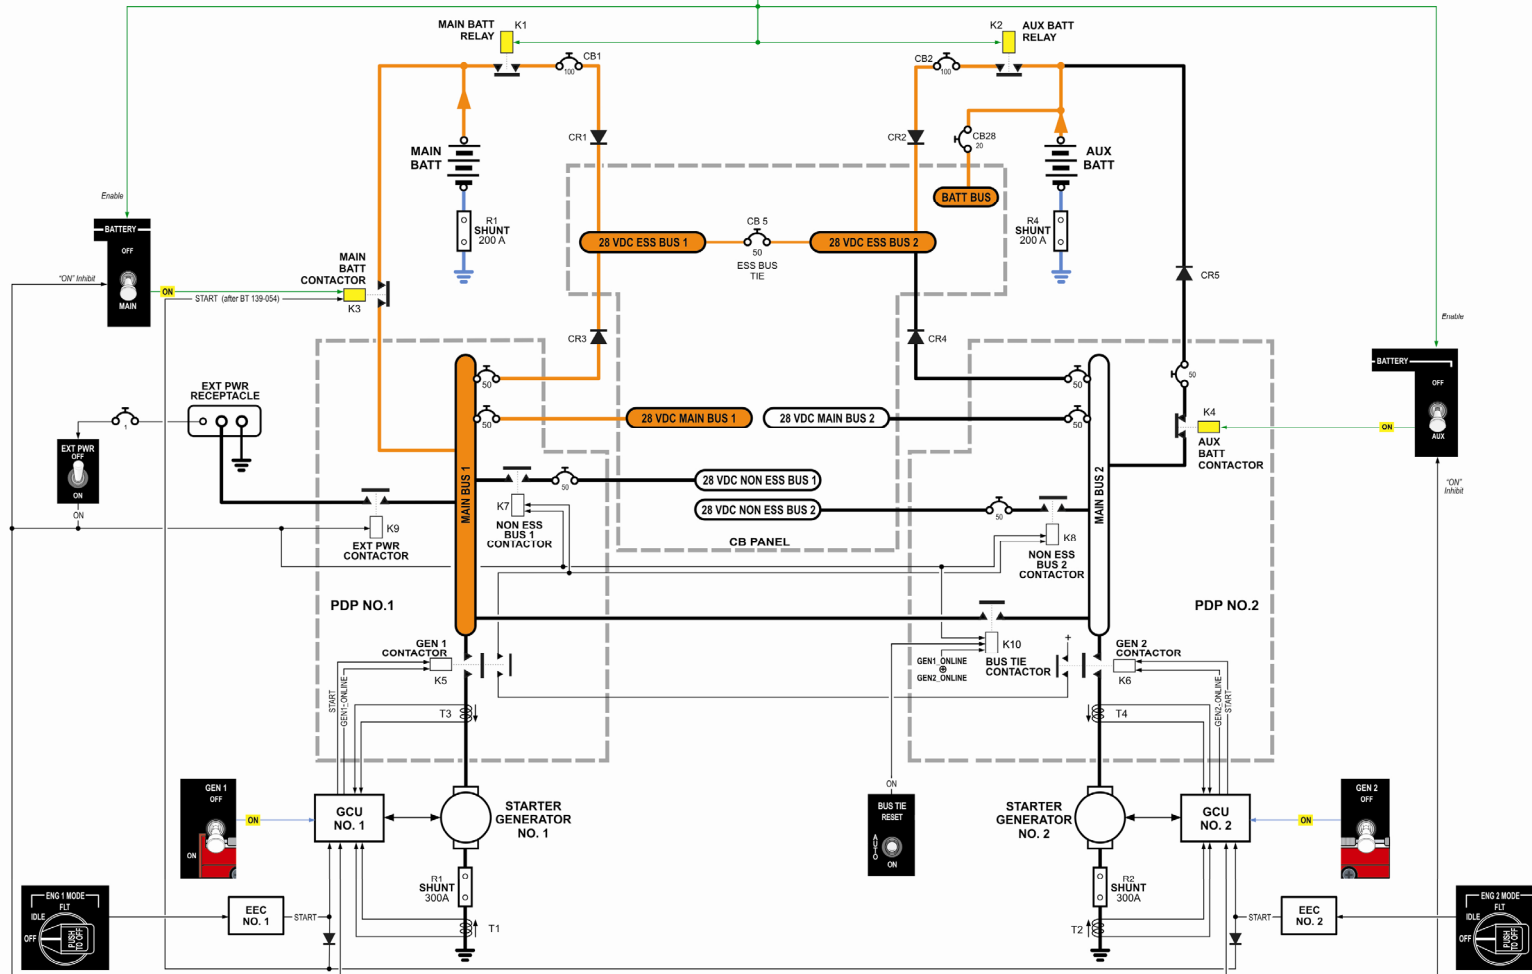 MAIN BATT
RELAY
K1
K2
AUX BATT
RELAY
CB1
100
CB2
100
CR1
CR2
CB28
20
MAIN
BATT
AUX
BATT
BATT BUS
Enable
BATTERY
OFF
MAIN
"ON" Inhibit
ON
START (after BT 139-054)
R1
SHUNT
200 A
R4
SHUNT
200 A
MAIN
BATT
CONTACTOR
K3
28 VDC ESS BUS 1
CB 5
50
ESS BUS
TIE
28 VDC ESS BUS 2
CR5
CR3
CR4
Enable
BATTERY
OFF
AUX
"ON"
Inhibit
ON
50
K4
AUX
BATT
CONTACTOR
EXT PWR
RECEPTACLE
1
EXT PWR
OFF
ON
ON
50
50
28 VDC MAIN BUS 1
28 VDC MAIN BUS 2
50
50
MAIN BUS 1
MAIN BUS 2
28 VDC NON ESS BUS 1
28 VDC NON ESS BUS 2
50
50
K7
NON ESS
BUS 1
CONTACTOR
K8
NON ESS
BUS 2
CONTACTOR
K9
EXT PWR
CONTACTOR
CB PANEL
PDP NO.1
PDP NO.2
GEN 1
CONTACTOR
K5
K10
BUS TIE
CONTACTOR
GEN1_ONLINE
⊕
GEN2_ONLINE
+
GEN 2
CONTACTOR
K6
START
GEN1_ONLINE
GEN2_ONLINE
START
T3
T4
GEN 1
OFF
ON
ON
GCU
NO. 1
STARTER
GENERATOR
NO. 1
ON
BUS TIE
RESET
AUTO
ON
STARTER
GENERATOR
NO. 2
GCU
NO. 2
ON
GEN 2
OFF
R1
SHUNT
300A
R2
SHUNT
300A
ENG 1 MODE
FLT
IDLE
OFF
PUSH
TO OFF
EEC
NO. 1
START
T1
T2
START
EEC
NO. 2
ENG 2 MODE
FLT
IDLE
OFF
PUSH
TO OFF